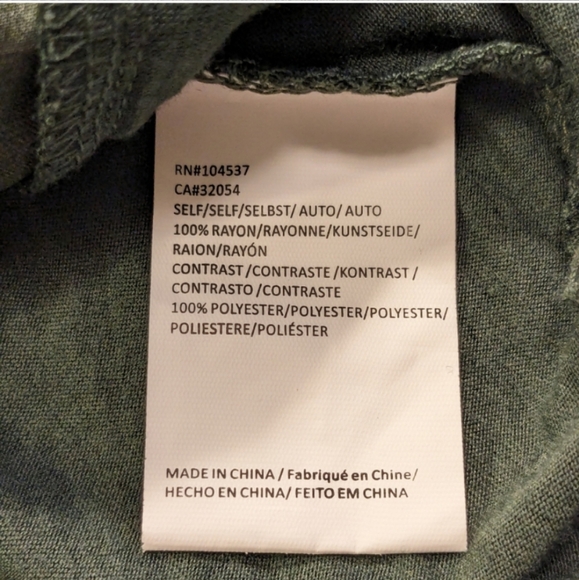 RN#104537
CA#32054
SELF/SELF/SELBST/ AUTO/ AUTO
100% RAYON/RAYONNE/KUNSTSEIDE/
RAION/RAYÓN
CONTRAST/CONTRASTE/KONTRAST/
CONTRASTO/CONTRASTE
100% POLYESTER/POLYESTER/POLYESTER/
POLIESTERE/POLIÉSTER
MADE IN CHINA / Fabriqué en Chine/
HECHO EN CHINA/ FEITO EM CHINA